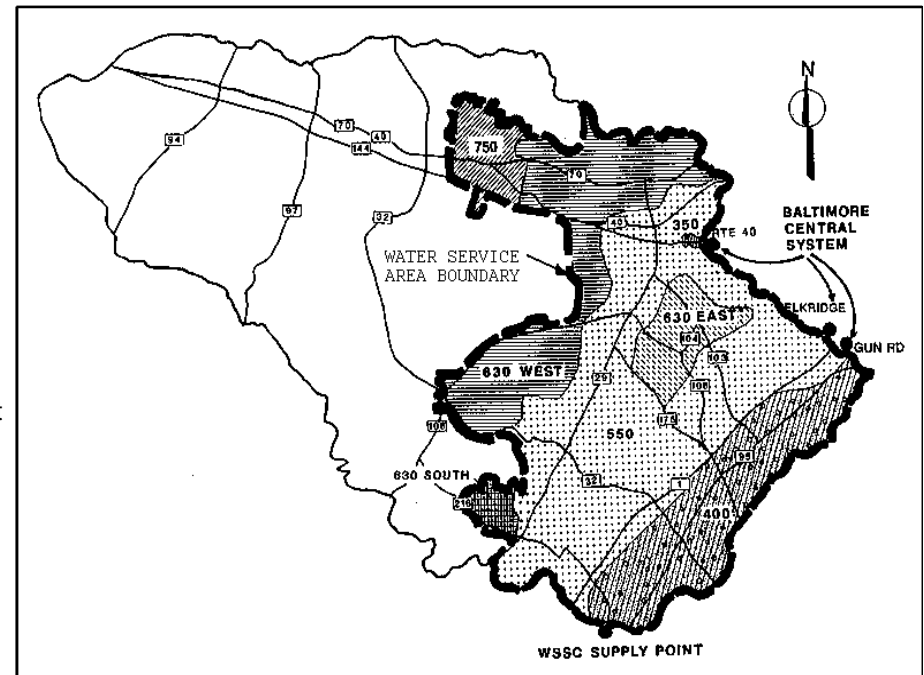 N
94
70
40
144
97
32
750
70
40
350
RTE 40
BALTIMORE
CENTRAL
SYSTEM
WATER SERVICE
AREA BOUNDARY
630 EAST
ELKRIDGE
GUN RD
104
103
630 WEST
29
108
108
175
550
95
630 SOUTH
32
1
216
400
WSSC SUPPLY POINT